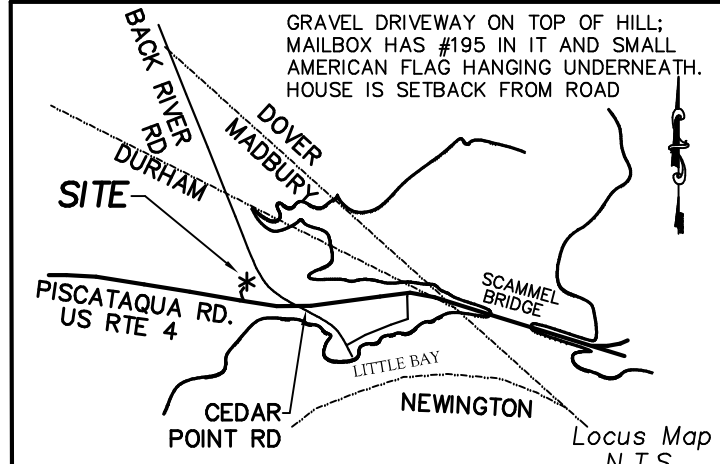 GRAVEL DRIVEWAY ON TOP OF HILL;
MAILBOX HAS #195 IN IT AND SMALL
AMERICAN FLAG HANGING UNDERNEATH.
HOUSE IS SETBACK FROM ROAD
BACK RIVER
RD
DOVER
MADBURY
DURHAM
SITE
PISCATAQUA RD.
US RTE 4
SCAMMEL
BRIDGE
LITTLE BAY
CEDAR
POINT RD
NEWINGTON
Locus Map
N.T.S.